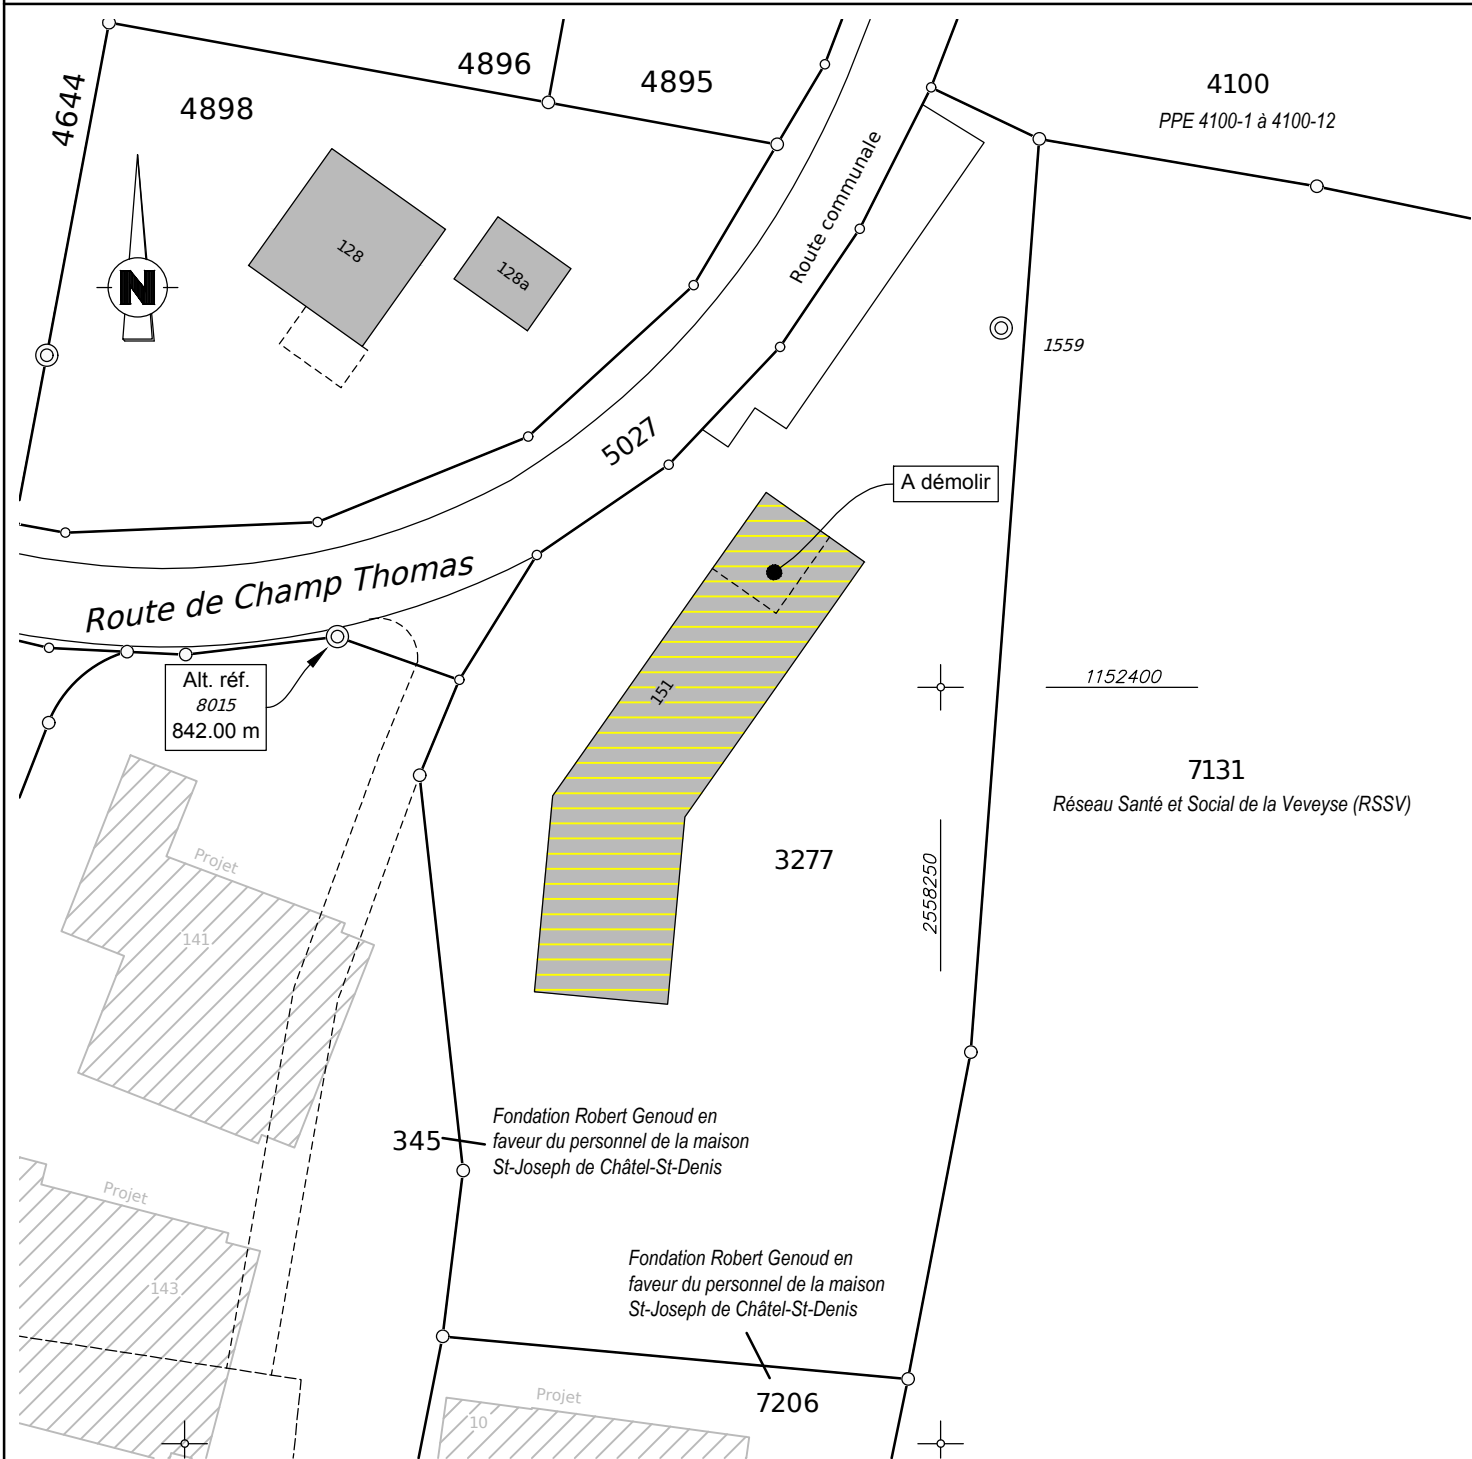 4644
4898
4896
4895
4100
PPE 4100-1 à 4100-12
Route communale
128
128a
N
1559
5027
A démolir
Route de Champ Thomas
Alt. réf.
8015
842.00 m
151
1152400
7131
Réseau Santé et Social de la Veveyse (RSSV)
3277
2558250
Projet
141
345
Fondation Robert Genoud en
faveur du personnel de la maison
St-Joseph de Châtel-St-Denis
Projet
143
Fondation Robert Genoud en
faveur du personnel de la maison
St-Joseph de Châtel-St-Denis
7206
Projet
10